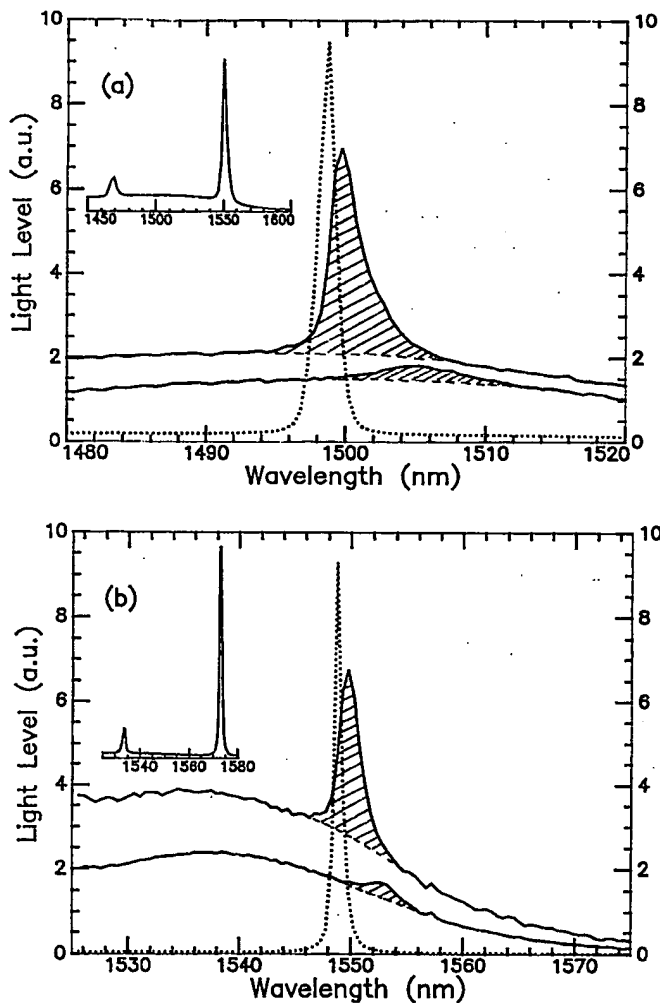 10 10
8 8
6 6
4 4
2 2
0 0
Light Level (a.u.)
(a)
1450 1500 1550 1600
1480 1490 1500 1510 1520
Wavelength (nm)
10 10
8 8
6 6
4 4
2 2
0 0
Light Level (a.u.)
(b)
1540 1560 1580
1530 1540 1550 1560 1570
Wavelength (nm)